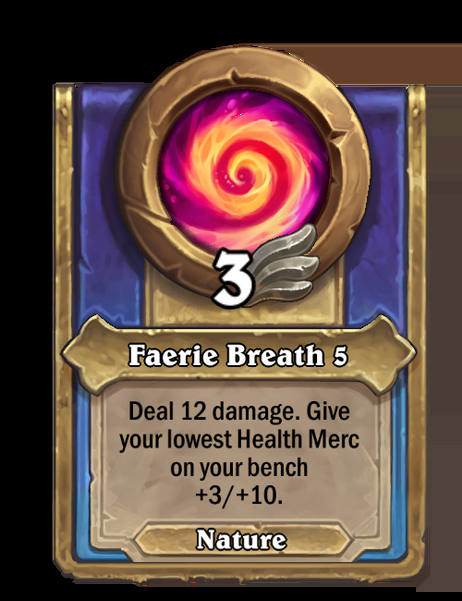 3
Faerie Breath 5
Deal 12 damage. Give
your lowest Health Merc
on your bench
+3/+10.
Nature